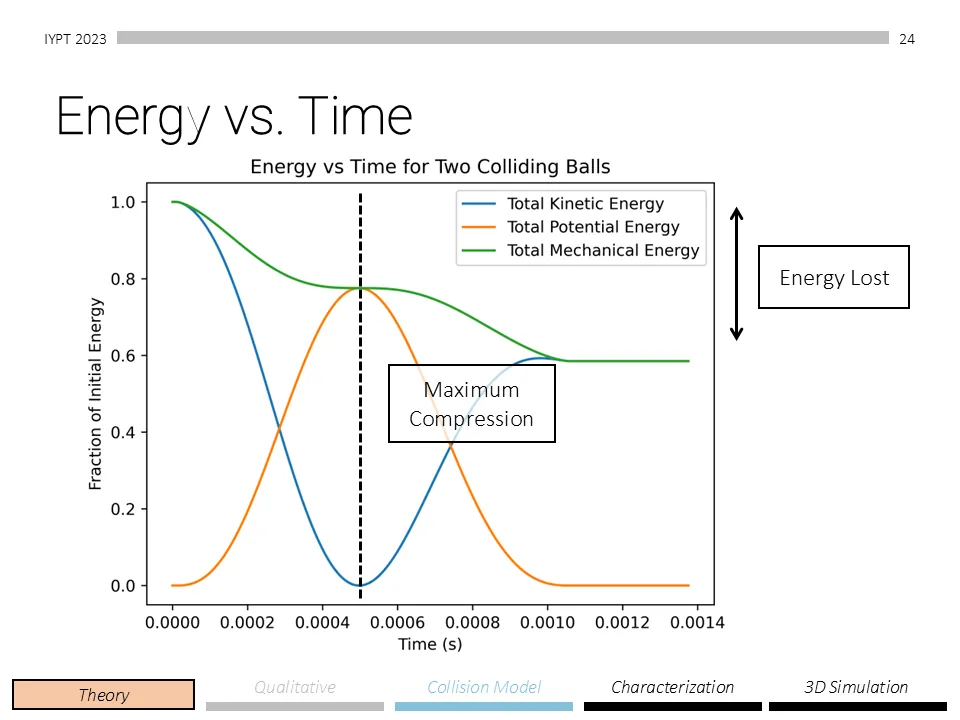 IYPT 2023
24
Energy vs. Time
Energy vs Time for Two Colliding Balls
Total Kinetic Energy
Total Potential Energy
Total Mechanical Energy
Energy Lost
Maximum
Compression
Fraction of Initial Energy
1.0
0.8
0.6
0.4
0.2
0.0
0.0000 0.0002 0.0004 0.0006 0.0008 0.0010 0.0012 0.0014
Time (s)
Theory
Qualitative
Collision Model
Characterization
3D Simulation